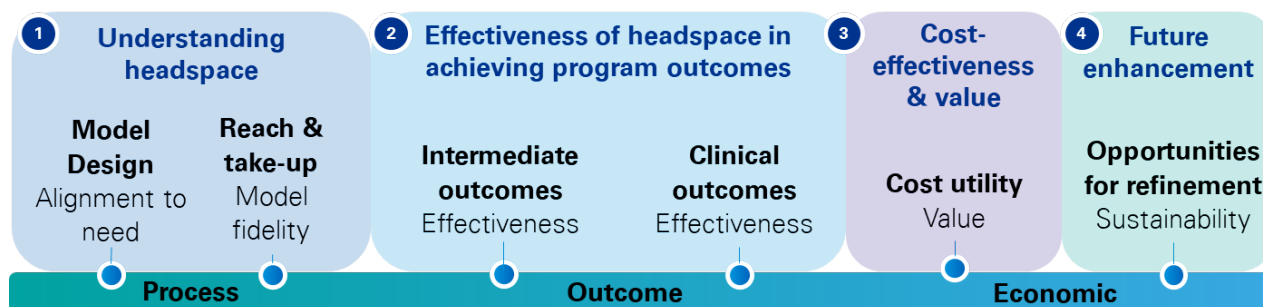 1
Understanding
headspace
Model
Design
Alignment to
need
Reach &
take-up
Model
fidelity
2
Effectiveness of headspace in
achieving program outcomes
Intermediate
outcomes
Effectiveness
Clinical
outcomes
Effectiveness
3
Cost-
effectiveness
& value
Cost utility
Value
4
Future
enhancement
Opportunities
for refinement
Sustainability
Process
Outcome
Economic